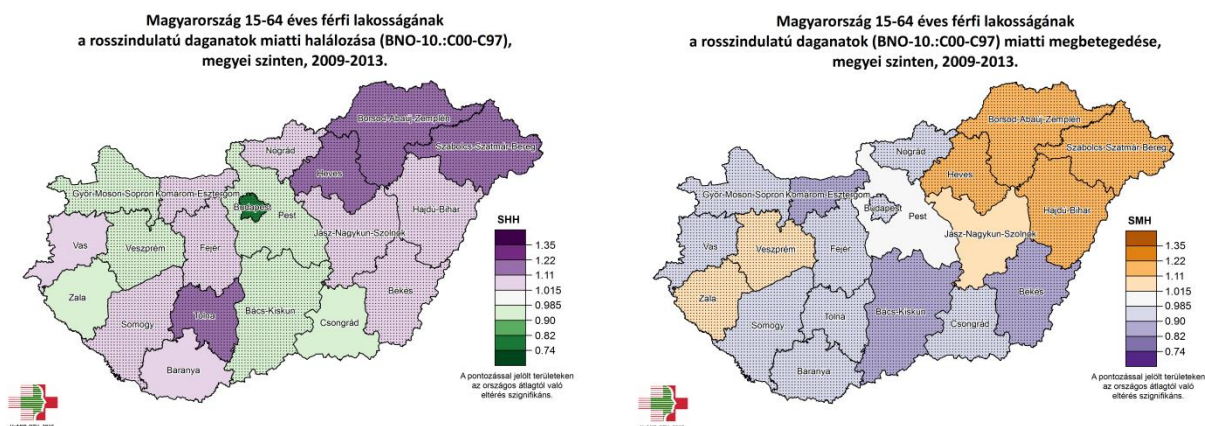 Magyarország 15-64 éves férfi lakosságának
a rosszindulatú daganatok miatti halálozása (BNO-10.:C00-C97),
megyei szinten, 2009-2013.
Borsod-Abaúj-Zemplén
Szabolcs-Szatmár-Bereg
Nógrád
Heves
Győr-Moson-Sopron
Komárom-Esztergom
Budapest
Pest
Hajdú-Bihar
Jász-Nagykun-Szolnok
Vas
Veszprém
Fejér
Zala
Somogy
Tolna
Bács-Kiskun
Békés
Csongrád
Baranya
SHH
1.35
1.22
1.11
1.015
0.985
0.90
0.82
0.74
A pontozással jelölt területeken
az országos átlagtól való
eltérés szignifikáns.
Magyarország 15-64 éves férfi lakosságának
a rosszindulatú daganatok (BNO-10.:C00-C97) miatti megbetegedése,
megyei szinten, 2009-2013.
Borsod-Abaúj-Zemplén
Szabolcs-Szatmár-Bereg
Nógrád
Heves
Győr-Moson-Sopron
Komárom-Esztergom
Budapest
Pest
Hajdú-Bihar
Jász-Nagykun-Szolnok
Vas
Veszprém
Fejér
Zala
Somogy
Tolna
Bács-Kiskun
Békés
Csongrád
Baranya
SMH
1.35
1.22
1.11
1.015
0.985
0.90
0.82
0.74
A pontozással jelölt területeken
az országos átlagtól való
eltérés szignifikáns.